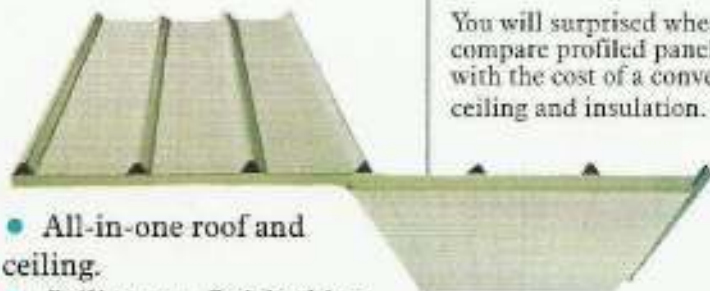 You will surprised whe
compare profiled panel
with the cost of a conve
ceiling and insulation.
• All-in-one roof and
ceiling.